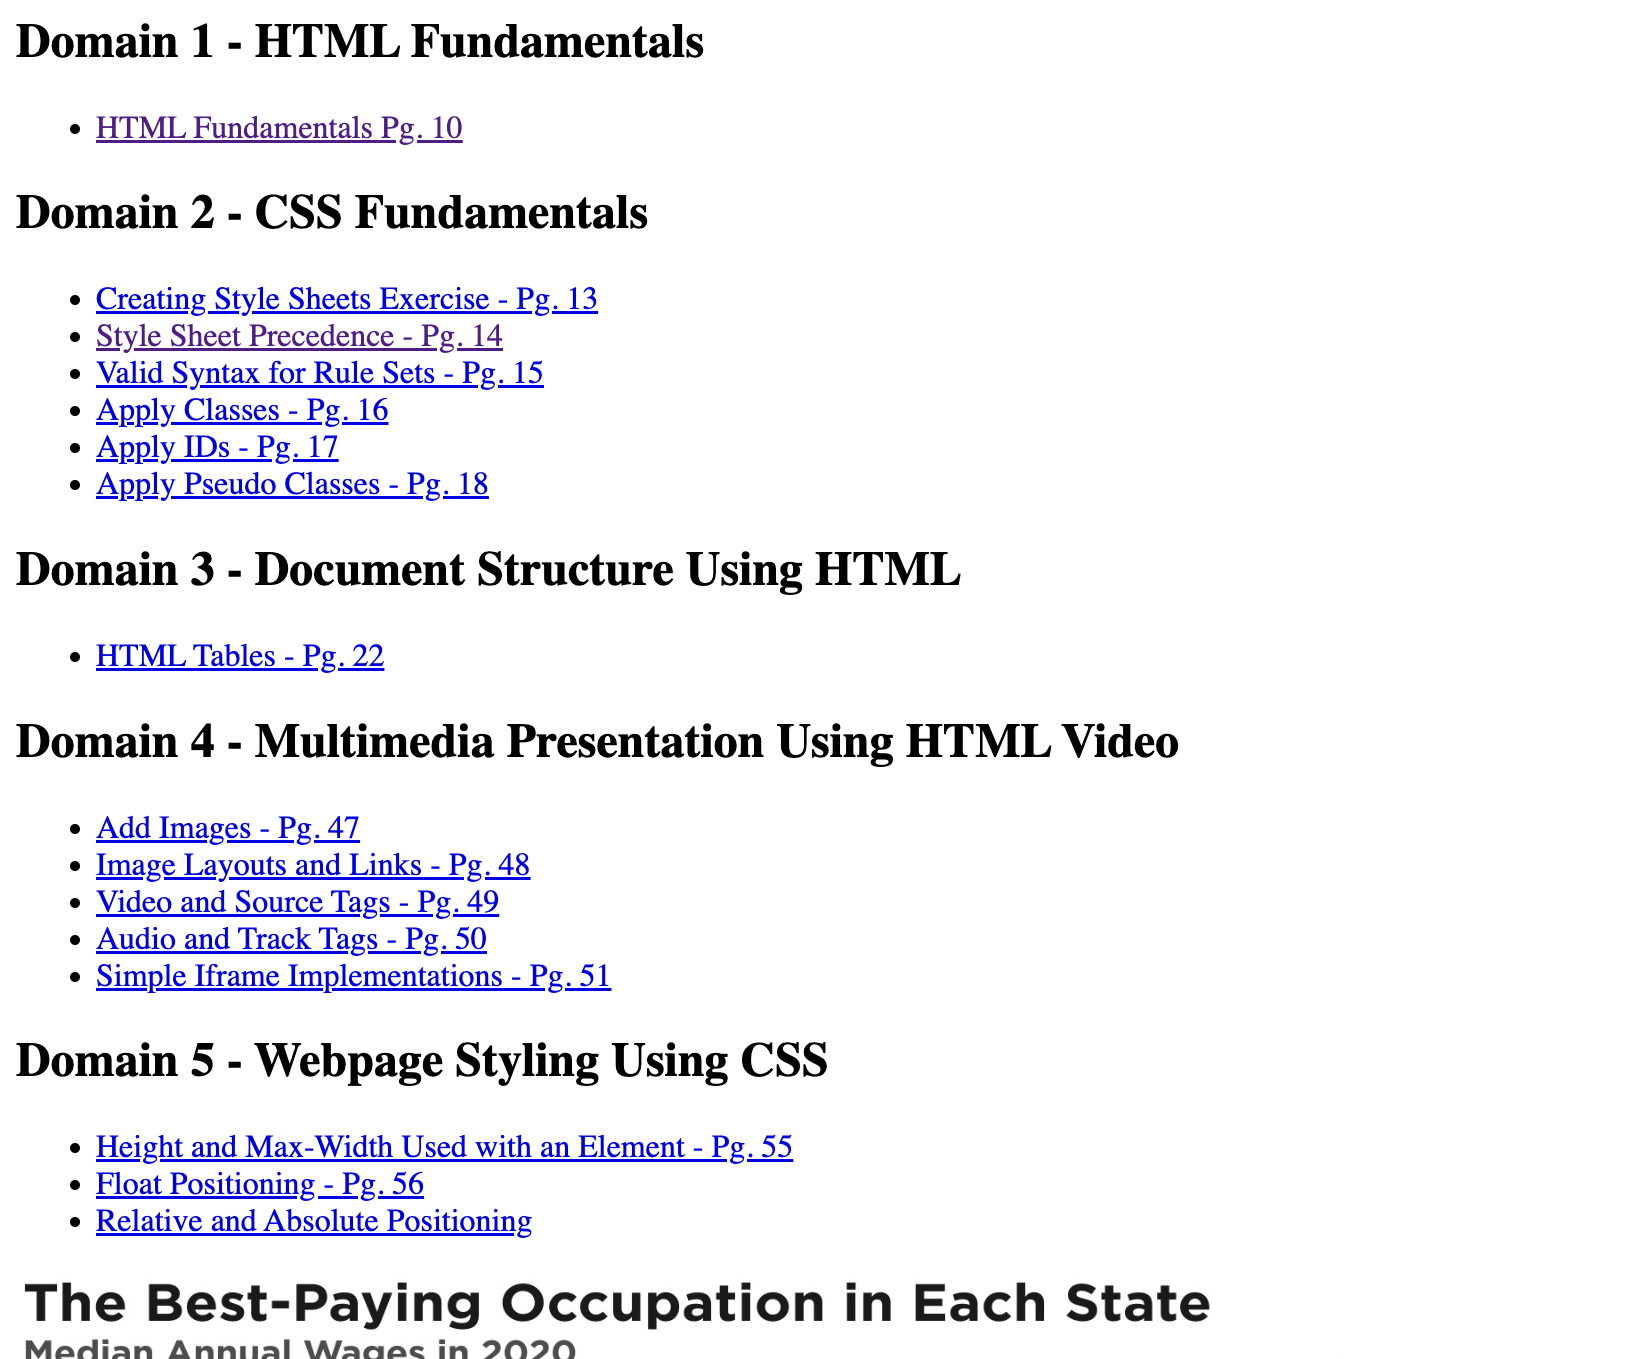 Domain 1 - HTML Fundamentals
HTML Fundamentals Pg. 10
Domain 2 - CSS Fundamentals
Creating Style Sheets Exercise - Pg. 13
Style Sheet Precedence - Pg. 14
Valid Syntax for Rule Sets - Pg. 15
Apply Classes - Pg. 16
Apply IDs - Pg. 17
Apply Pseudo Classes - Pg. 18
Domain 3 - Document Structure Using HTML
HTML Tables - Pg. 22
Domain 4 - Multimedia Presentation Using HTML Video
Add Images - Pg. 47
Image Layouts and Links - Pg. 48
Video and Source Tags - Pg. 49
Audio and Track Tags - Pg. 50
Simple Iframe Implementations - Pg. 51
Domain 5 - Webpage Styling Using CSS
Height and Max-Width Used with an Element - Pg. 55
Float Positioning - Pg. 56
Relative and Absolute Positioning
The Best-Paying Occupation in Each State
Median Annual Wages in 2020